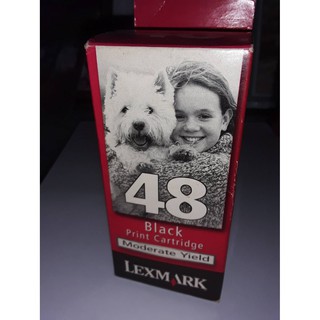 48
Black
Print Cartridge
Moderate Yield
LEXMARK